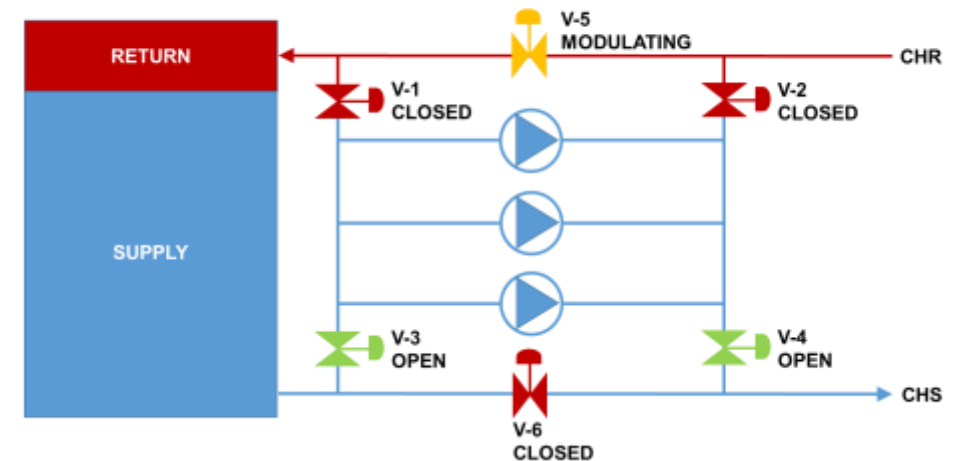 V-5
MODULATING
RETURN
CHR
V-1
CLOSED
V-2
CLOSED
SUPPLY
V-3
OPEN
V-4
OPEN
CHS
V-6
CLOSED